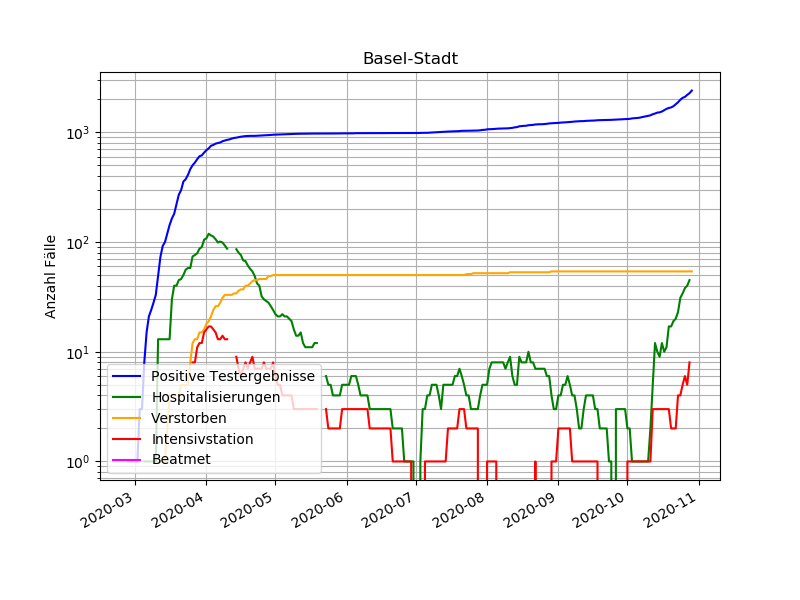 Basel-Stadt
Anzahl Fälle
10³
10²
10¹
10⁰
Positive Testergebnisse
Hospitalisierungen
Verstorben
Intensivstation
Beatmet
2020-03
2020-04
2020-05
2020-06
2020-07
2020-08
2020-09
2020-10
2020-11